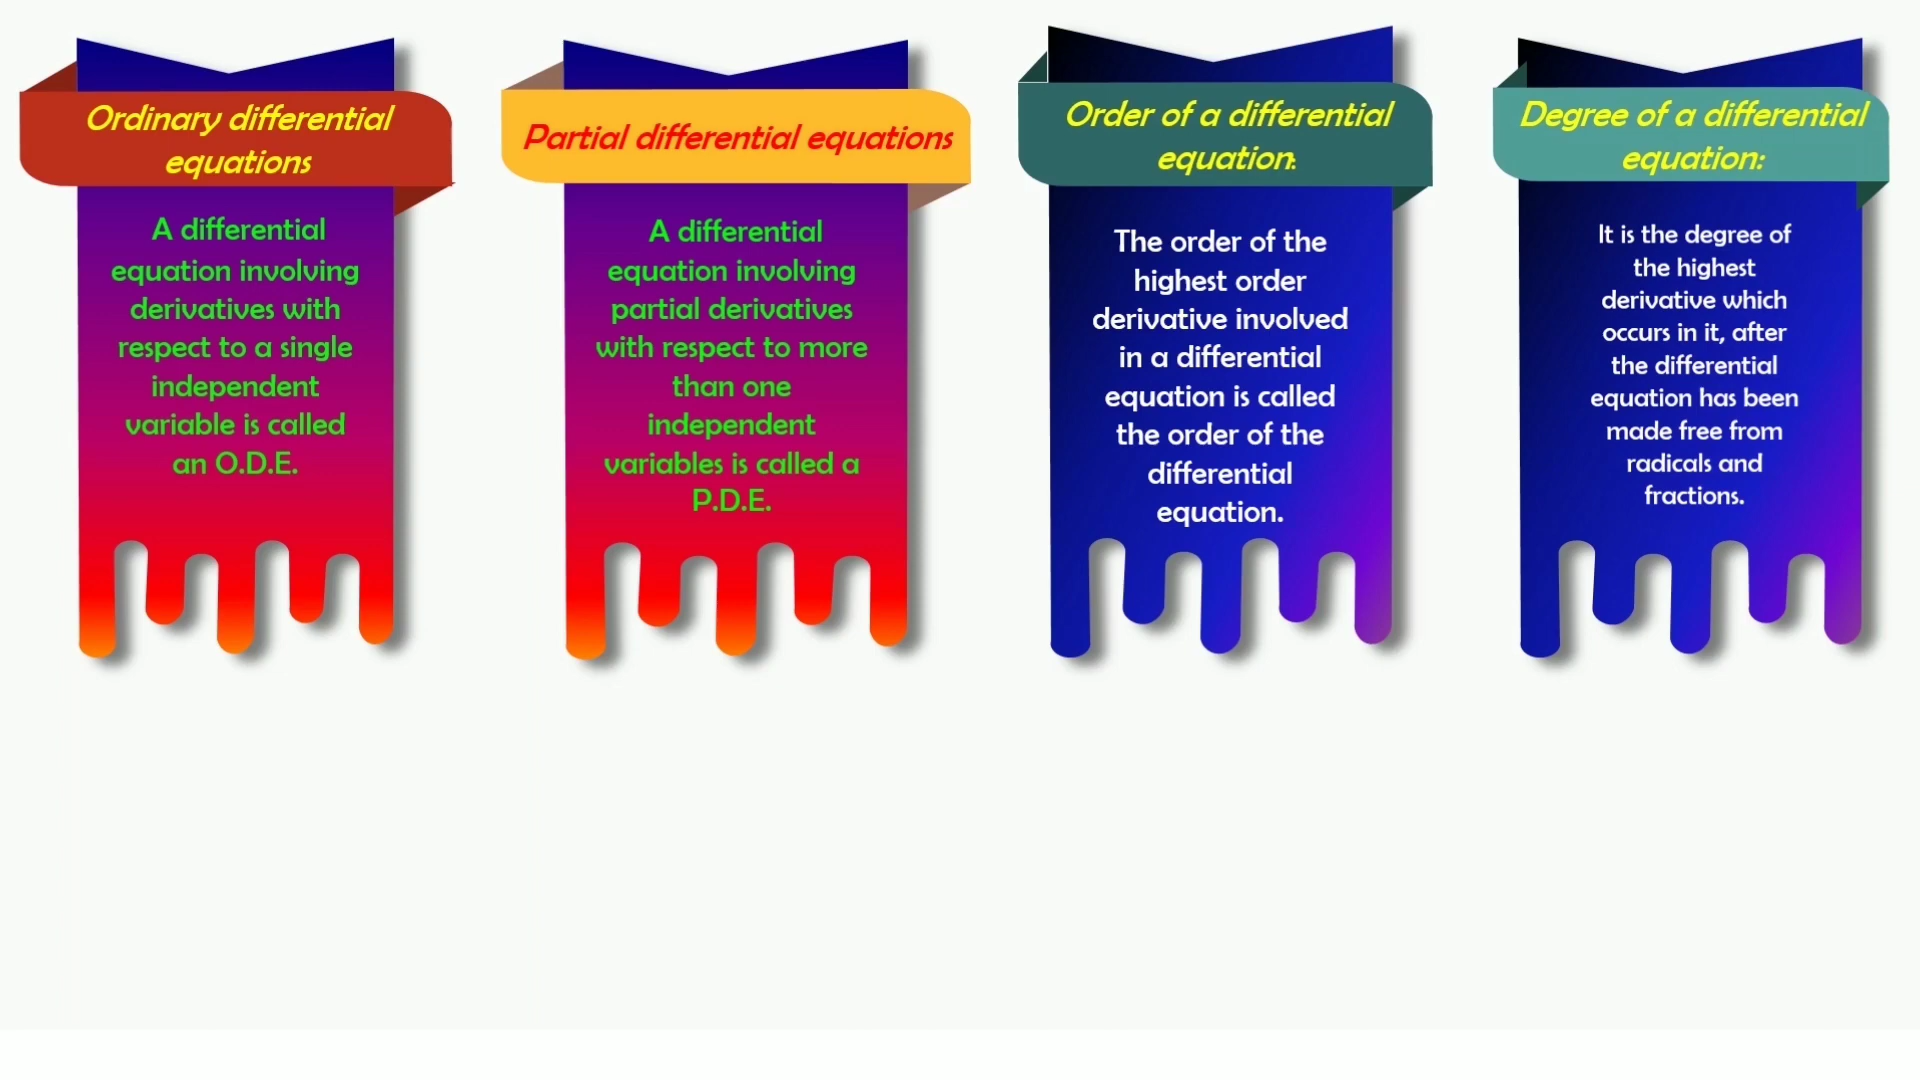 Ordinary differential
equations
A differential
equation involving
derivatives with
respect to a single
independent
variable is called
an O.D.E.
Partial differential equations
A differential
equation involving
partial derivatives
with respect to more
than one
independent
variables is called a
P.D.E.
Order of a differential
equation:
The order of the
highest order
derivative involved
in a differential
equation is called
the order of the
differential
equation.
Degree of a differential
equation:
It is the degree of
the highest
derivative which
occurs in it, after
the differential
equation has been
made free from
radicals and
fractions.